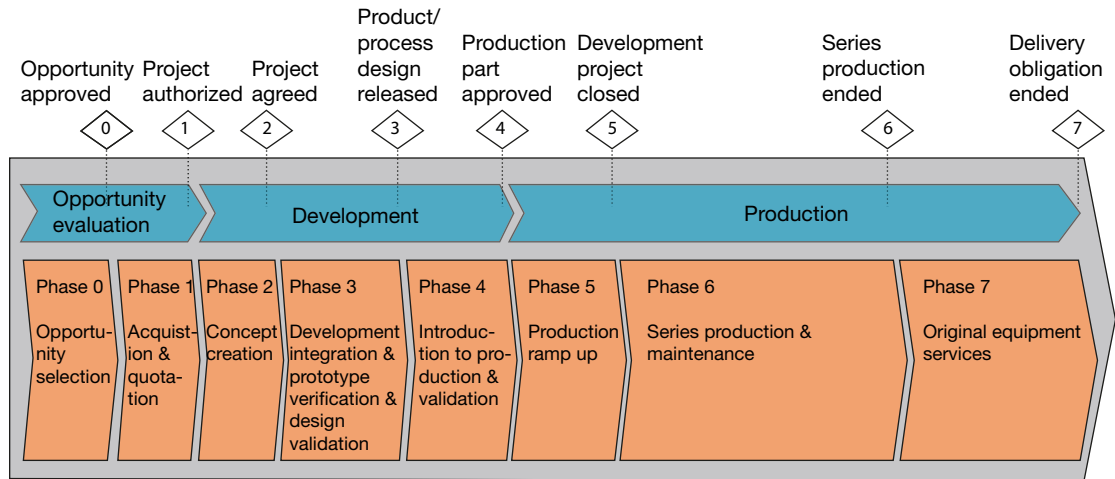 Opportunity
approved
Project
authorized
Project
agreed
Product/
process
design
released
Production
part
approved
Development
project
closed
Series
production
ended
Delivery
obligation
ended
0
1
2
3
4
5
6
7
Opportunity
evaluation
Development
Production
Phase 0
Opportu-
nity
selection
Phase 1
Acquist-
ion &
quota-
tion
Phase 2
Concept
creation
Phase 3
Development
integration &
prototype
verification &
design
validation
Phase 4
Introduc-
tion to pro-
duction &
validation
Phase 5
Production
ramp up
Phase 6
Series production &
maintenance
Phase 7
Original equipment
services